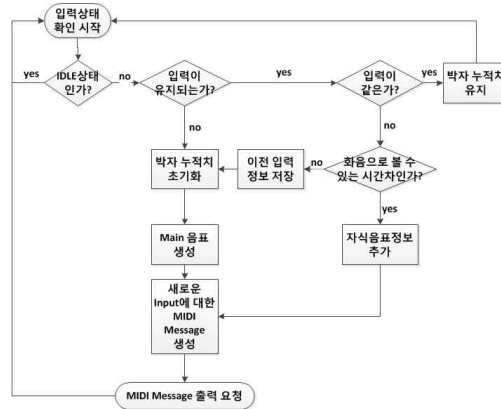 입력상태
확인 시작
yes
IDLE상태
인가?
no
입력이
유지되는가?
yes
입력이
같은가?
yes
박자 누적치
유지
no
no
박자 누적치
초기화
이전 입력
정보 저장
no
화음으로 볼 수
있는 시간차인가?
yes
Main 음표
생성
자식음표정보
추가
새로운
Input에 대한
MIDI
Message
생성
MIDI Message 출력 요청